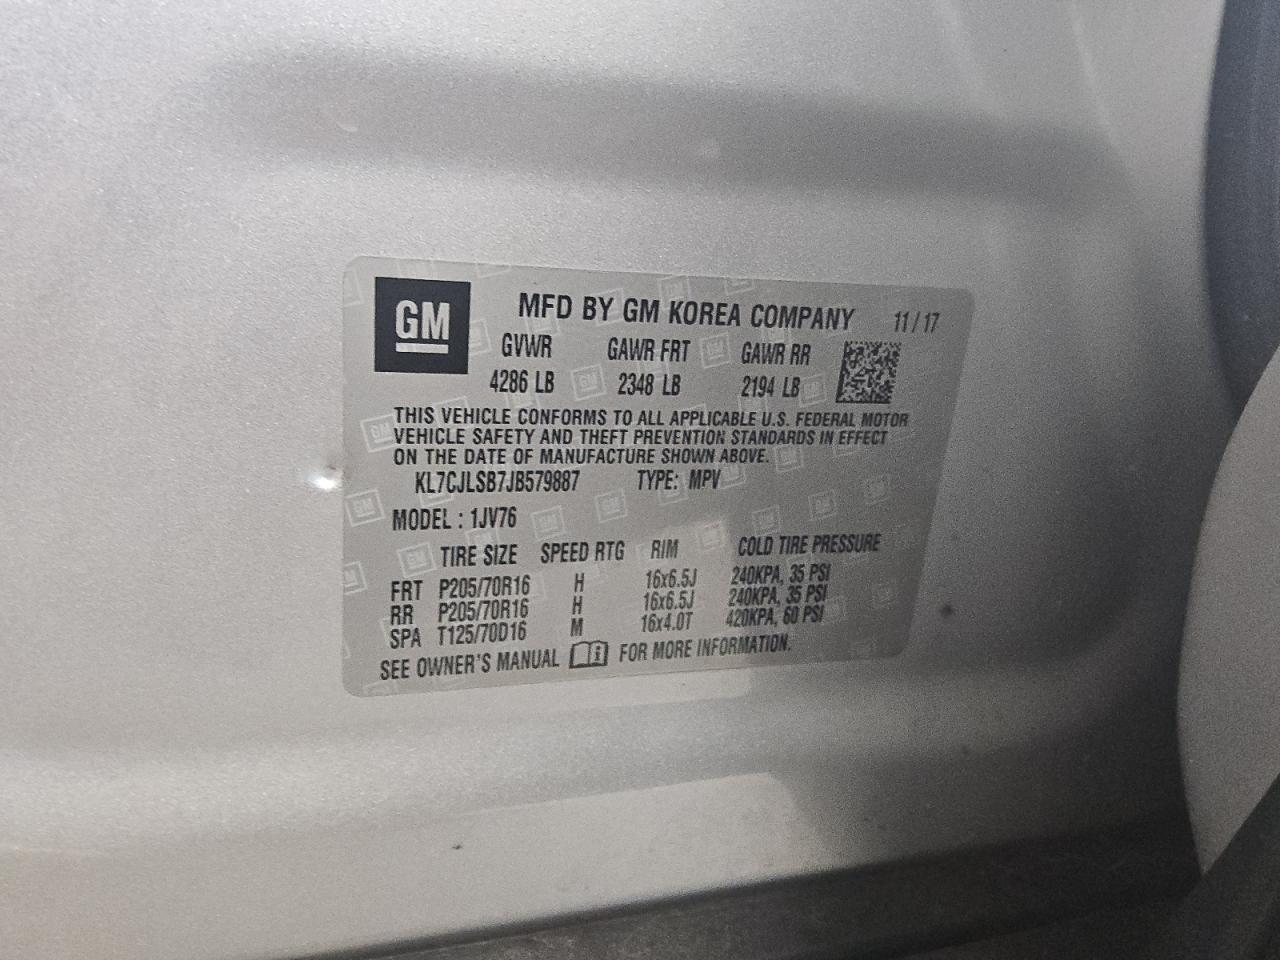 GM
MFD BY GM KOREA COMPANY 11/17
GVWR GAWR FRT GAWR RR
4286 LB 2348 LB 2194 LB
THIS VEHICLE CONFORMS TO ALL APPLICABLE U.S. FEDERAL MOTOR
VEHICLE SAFETY AND THEFT PREVENTION STANDARDS IN EFFECT
ON THE DATE OF MANUFACTURE SHOWN ABOVE.
KL7CJLSB7JB579887 TYPE: MPV
MODEL : 1JV76
TIRE SIZE SPEED RTG RIM COLD TIRE PRESSURE
FRT P205/70R16 H 16x6.5J 240KPA, 35 PSI
RR P205/70R16 H 16x6.5J 240KPA, 35 PSI
SPA T125/70D16 M 16x4.0T 420KPA, 60 PSI
SEE OWNER'S MANUAL FOR MORE INFORMATION.